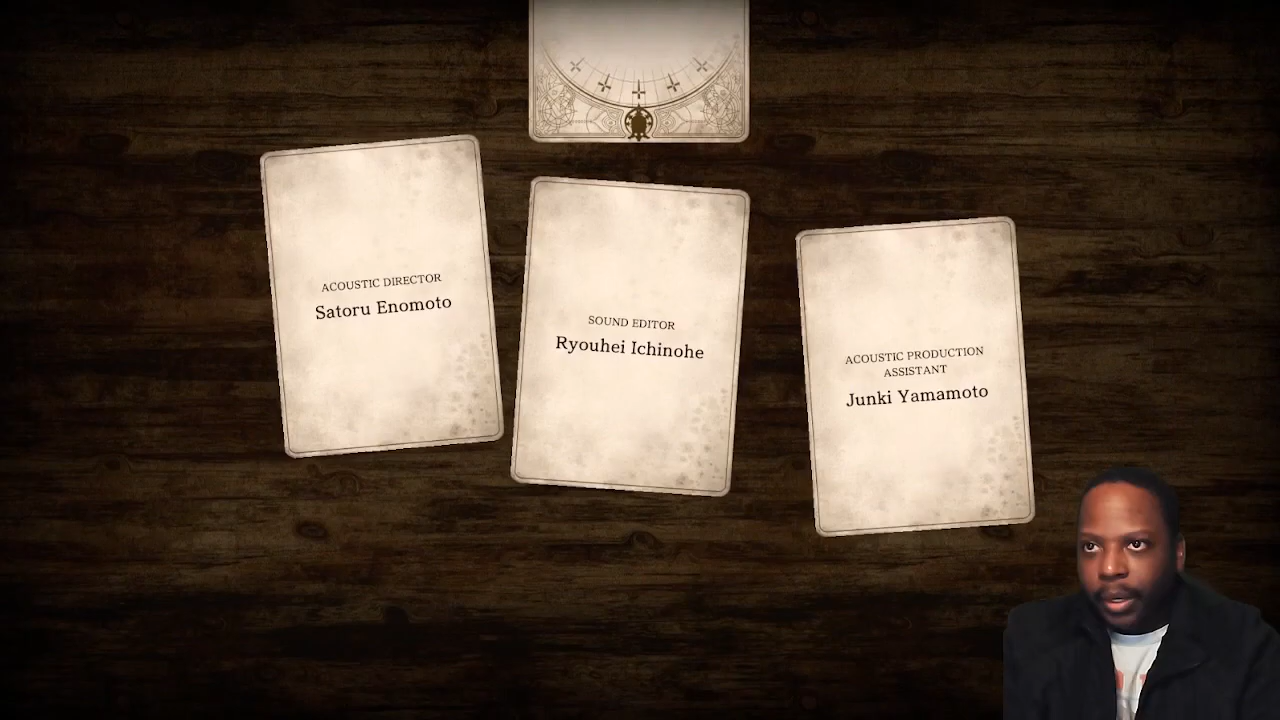 ACOUSTIC DIRECTOR
Satoru Enomoto
SOUND EDITOR
Ryouhei Ichinohe
ACOUSTIC PRODUCTION
ASSISTANT
Junki Yamamoto